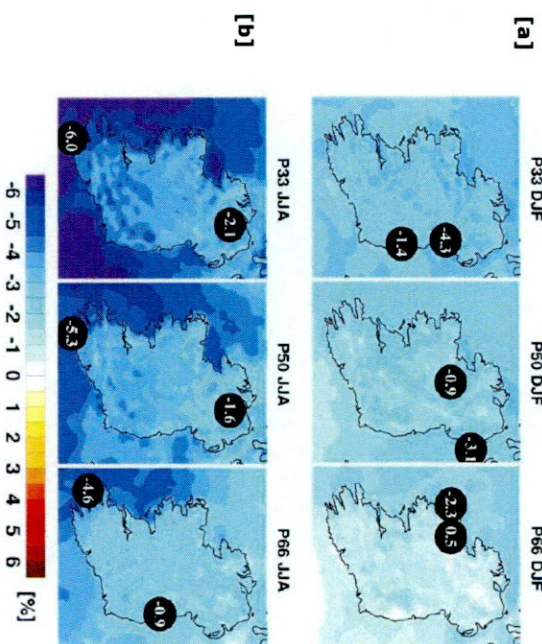 [a]
P33 DJF P50 DJF P66 DJF
-4.3 -1.4
-0.9 -3.1
-2.3 0.5
[b]
P33 JJA P50 JJA P66 JJA
-2.1 -6.0
-1.6 -5.3
-4.6 -0.9
-6 -5 -4 -3 -2 -1 0 1 2 3 4 5 6 [%]